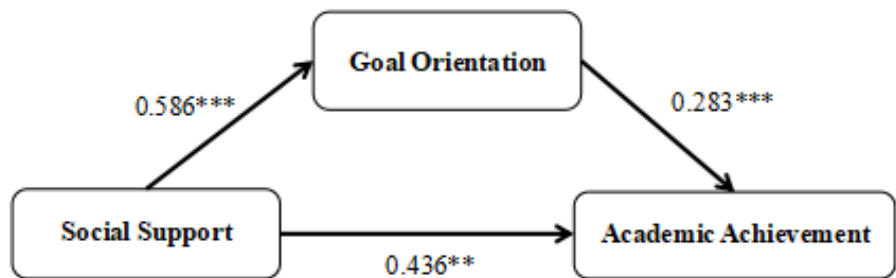 Goal Orientation
0.586***
0.283***
Social Support
Academic Achievement
0.436**